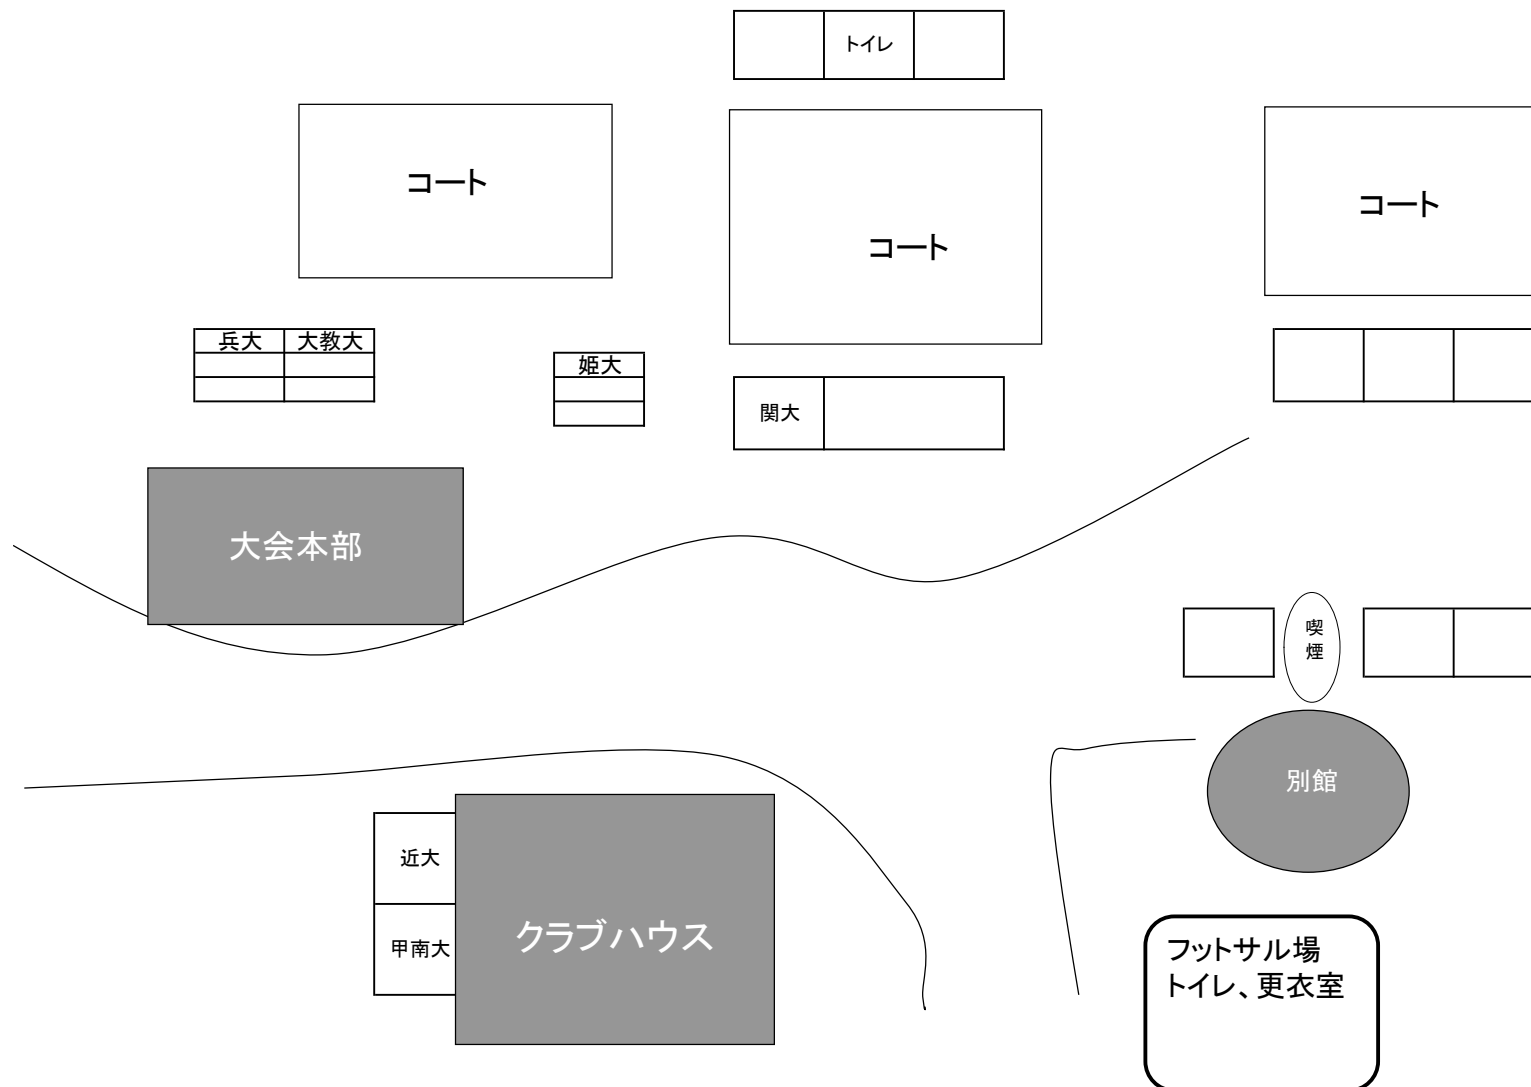 トイレ
コート
コート
コート
兵大 大教大
姫大
関大
大会本部
喫
煙
別館
近大
甲南大
クラブハウス
フットサル場
トイレ、更衣室